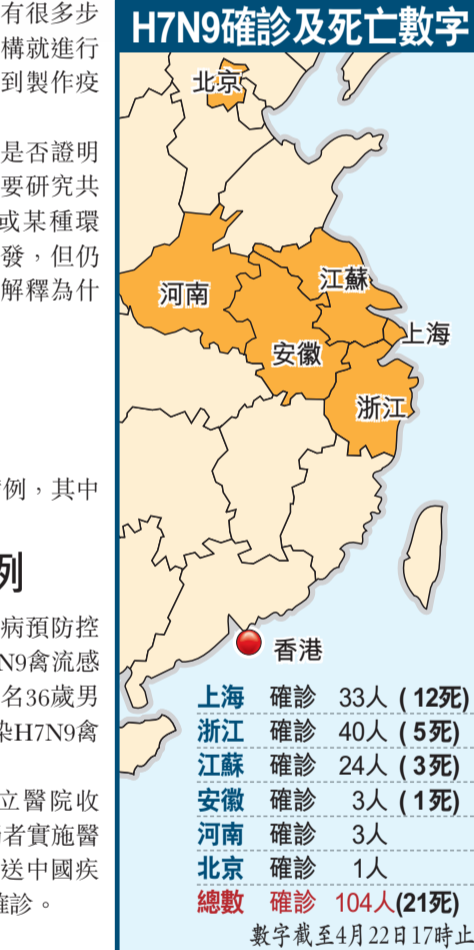 有很多步
構就進行
到製作疫
是否證明
要研究共
或某種環
發，但仍
解釋為什
例，其中
列
病預防控
N9禽流感
名36歲男
染H7N9禽
立醫院收
者實施醫
送中國疾
確診。
H7N9確診及死亡數字
北京
河南
江蘇
上海
安徽
浙江
香港
上海 確診 33人 (12死)
浙江 確診 40人 (5死)
江蘇 確診 24人 (3死)
安徽 確診 3人 (1死)
河南 確診 3人
北京 確診 1人
總數 確診 104人(21死)
數字截至4月22日17時止